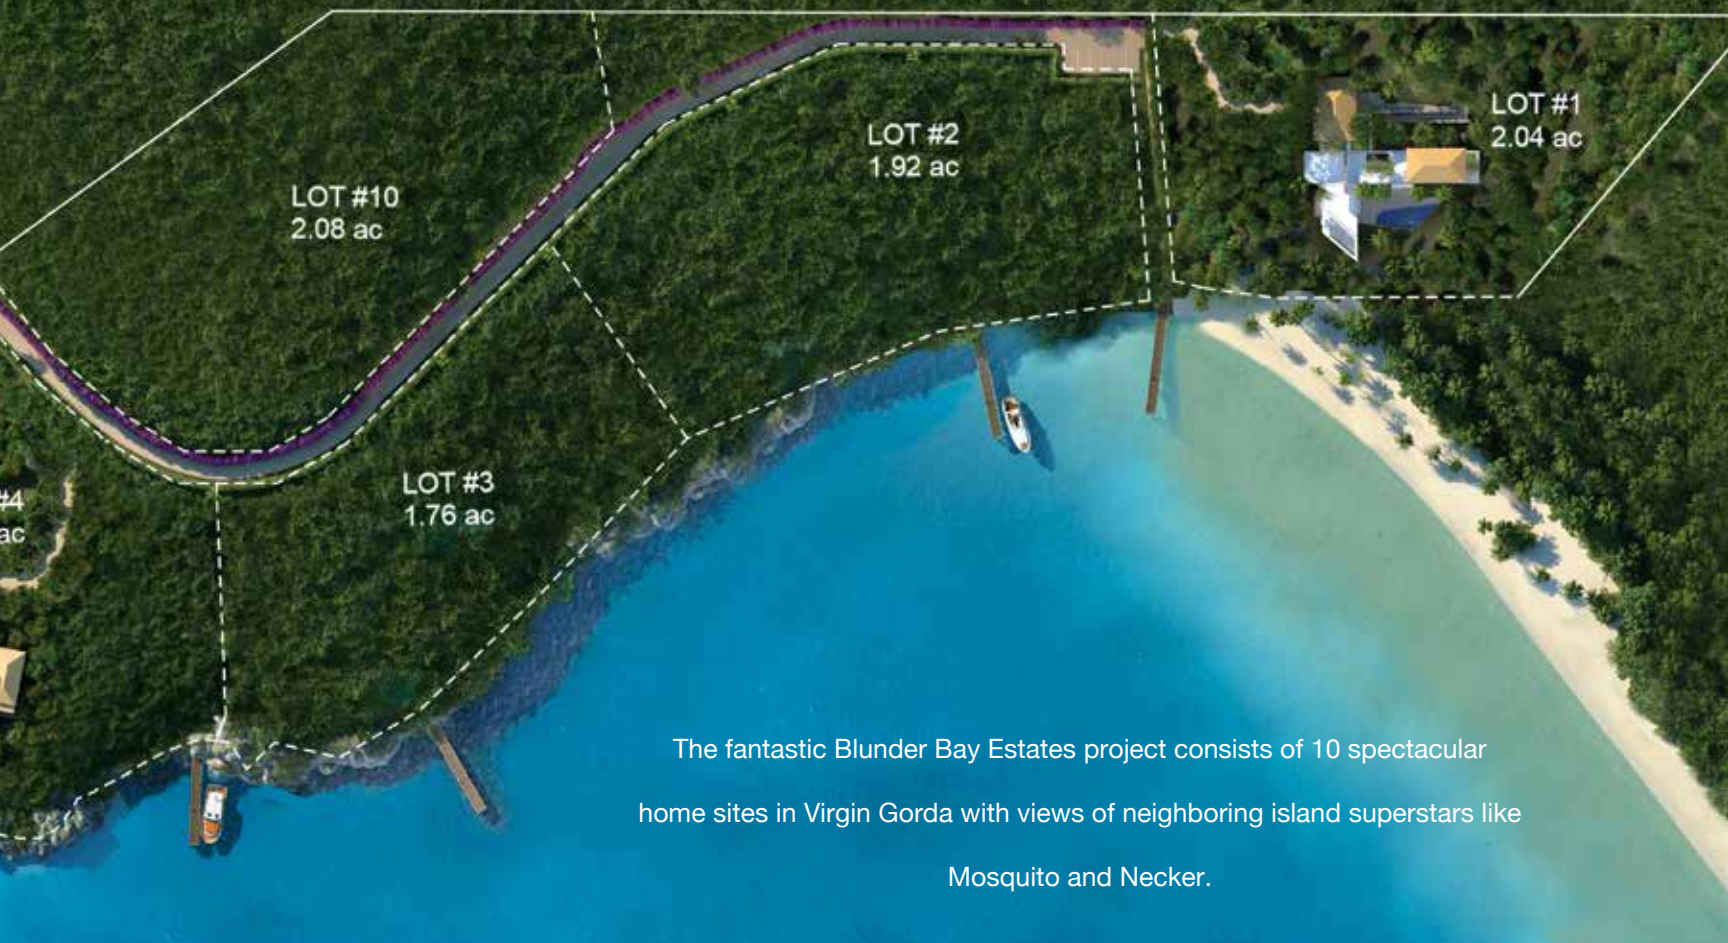 LOT #1
2.04 ac
LOT #2
1.92 ac
LOT #10
2.08 ac
LOT #3
1.76 ac
#4
ac
The fantastic Blunder Bay Estates project consists of 10 spectacular
home sites in Virgin Gorda with views of neighboring island superstars like
Mosquito and Necker.